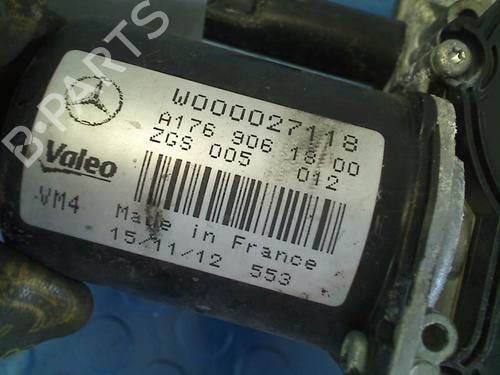 W000027118
A176 906 18 00
ZGS 005 012
Valeo
VM4
Made in France
15/11/12 553
B-PARTS